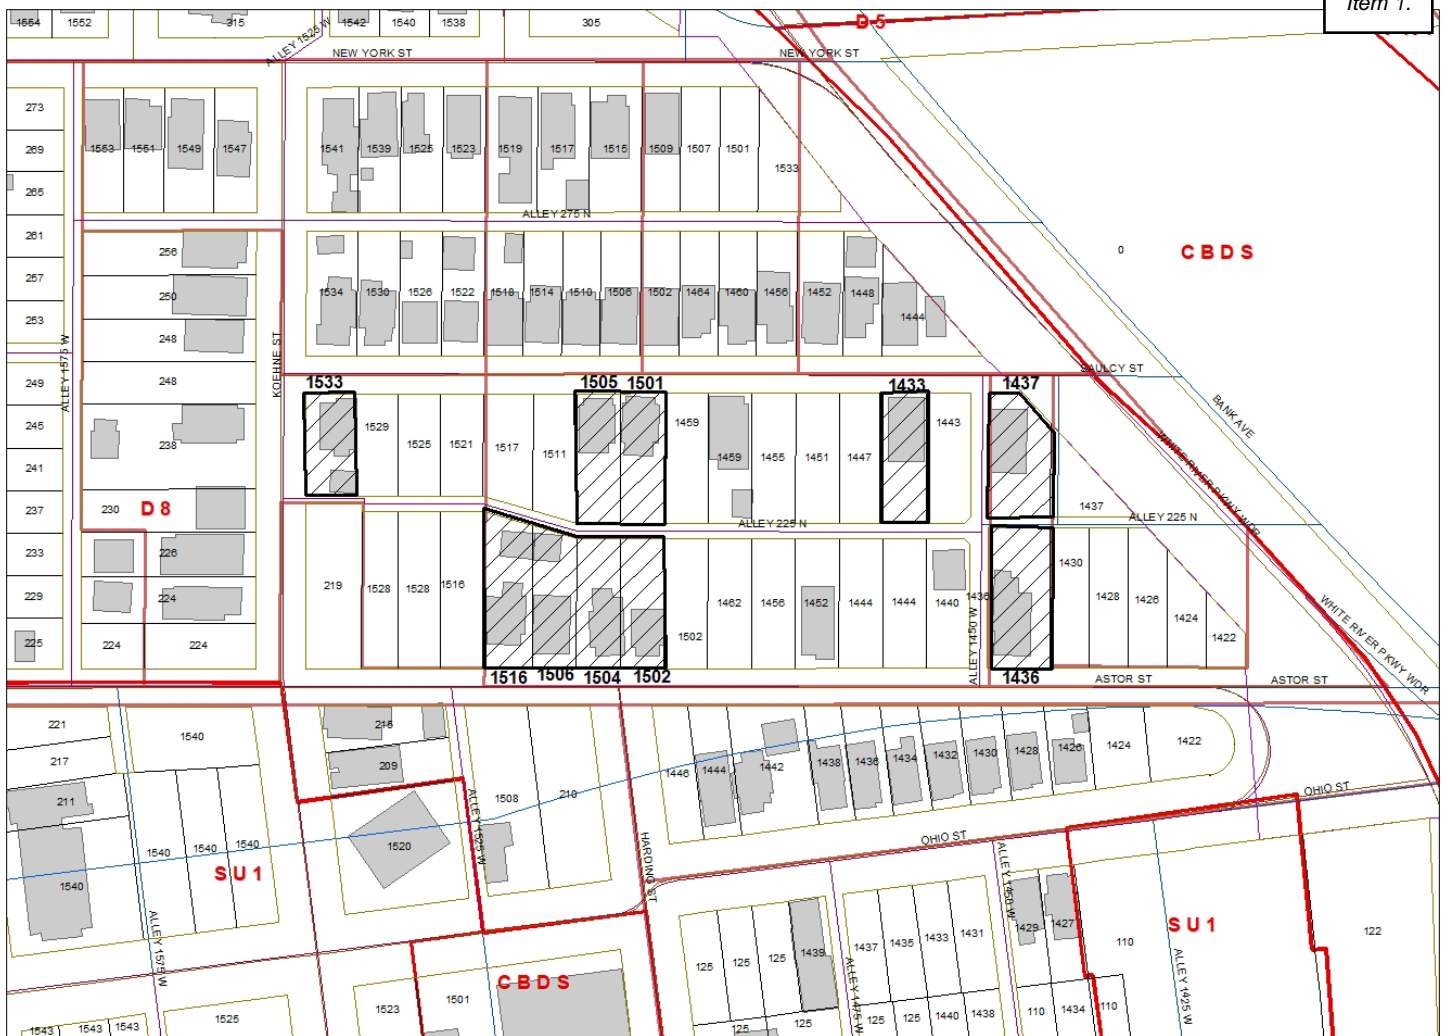 Item 1.
1554 1552 315 1542 1540 1538 305 D 5
ALLEY 1525 W
NEW YORK ST NEW YORK ST
273 1553 1551 1549 1547 1541 1539 1525 1523 1519 1517 1515 1509 1507 1501
269
1533
265
ALLEY 275 N
261 256
0 CBDS
257 250 1534 1530 1526 1522 1518 1514 1510 1506 1502 1464 1460 1456 1452 1448
253 1444
248
KOEHNE ST
ALLEY 1575 W
SAULCY ST
249 248 1533 1505 1501 1433 1437
BANK AVE
245 238 1529 1525 1521 1517 1511 1459 1459 1455 1451 1447 1443
241
WHITE RIVER PKWY WDR
237 230 D 8
ALLEY 225 N 1437 ALLEY 225 N
233 226
219 1528 1528 1516 1462 1456 1452 1444 1444 1440 1436 1430 1428 1426 1424 1422
229 224
WHITE RIVER PKWY WDR
225 224 224 1502
ALLEY 1450 W
1516 1506 1504 1502 1436
ASTOR ST ASTOR ST
221 1540 215
217 209 1446 1444 1442 1438 1436 1434 1432 1430 1428 1426 1424 1422
211 1508 210
OHIO ST
ALLEY 1525 W
OHIO ST
1540 1540 1540 1520
HARDING ST
ALLEY 1450 W
1540 SU 1
ALLEY 1575 W
1429 1427 SU 1
110 122
125 125 125 1439 1437 1435 1433 1431
ALLEY 1475 W
ALLEY 1425 W
CBDS
1523 1501
1543 1543 1543 1525 125 125 125 125 1440 1438 110 1434 110